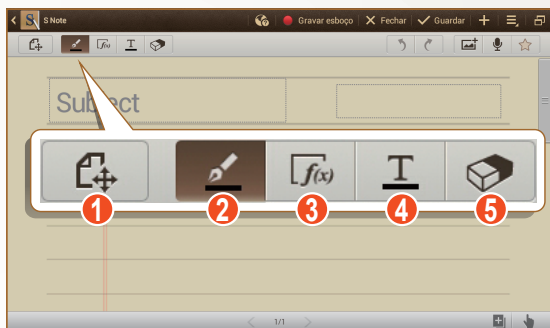 S Note Gravar esboço Fechar Guardar
f(x) T
Subject
f(x) T
1 2 3 4 5
1/1